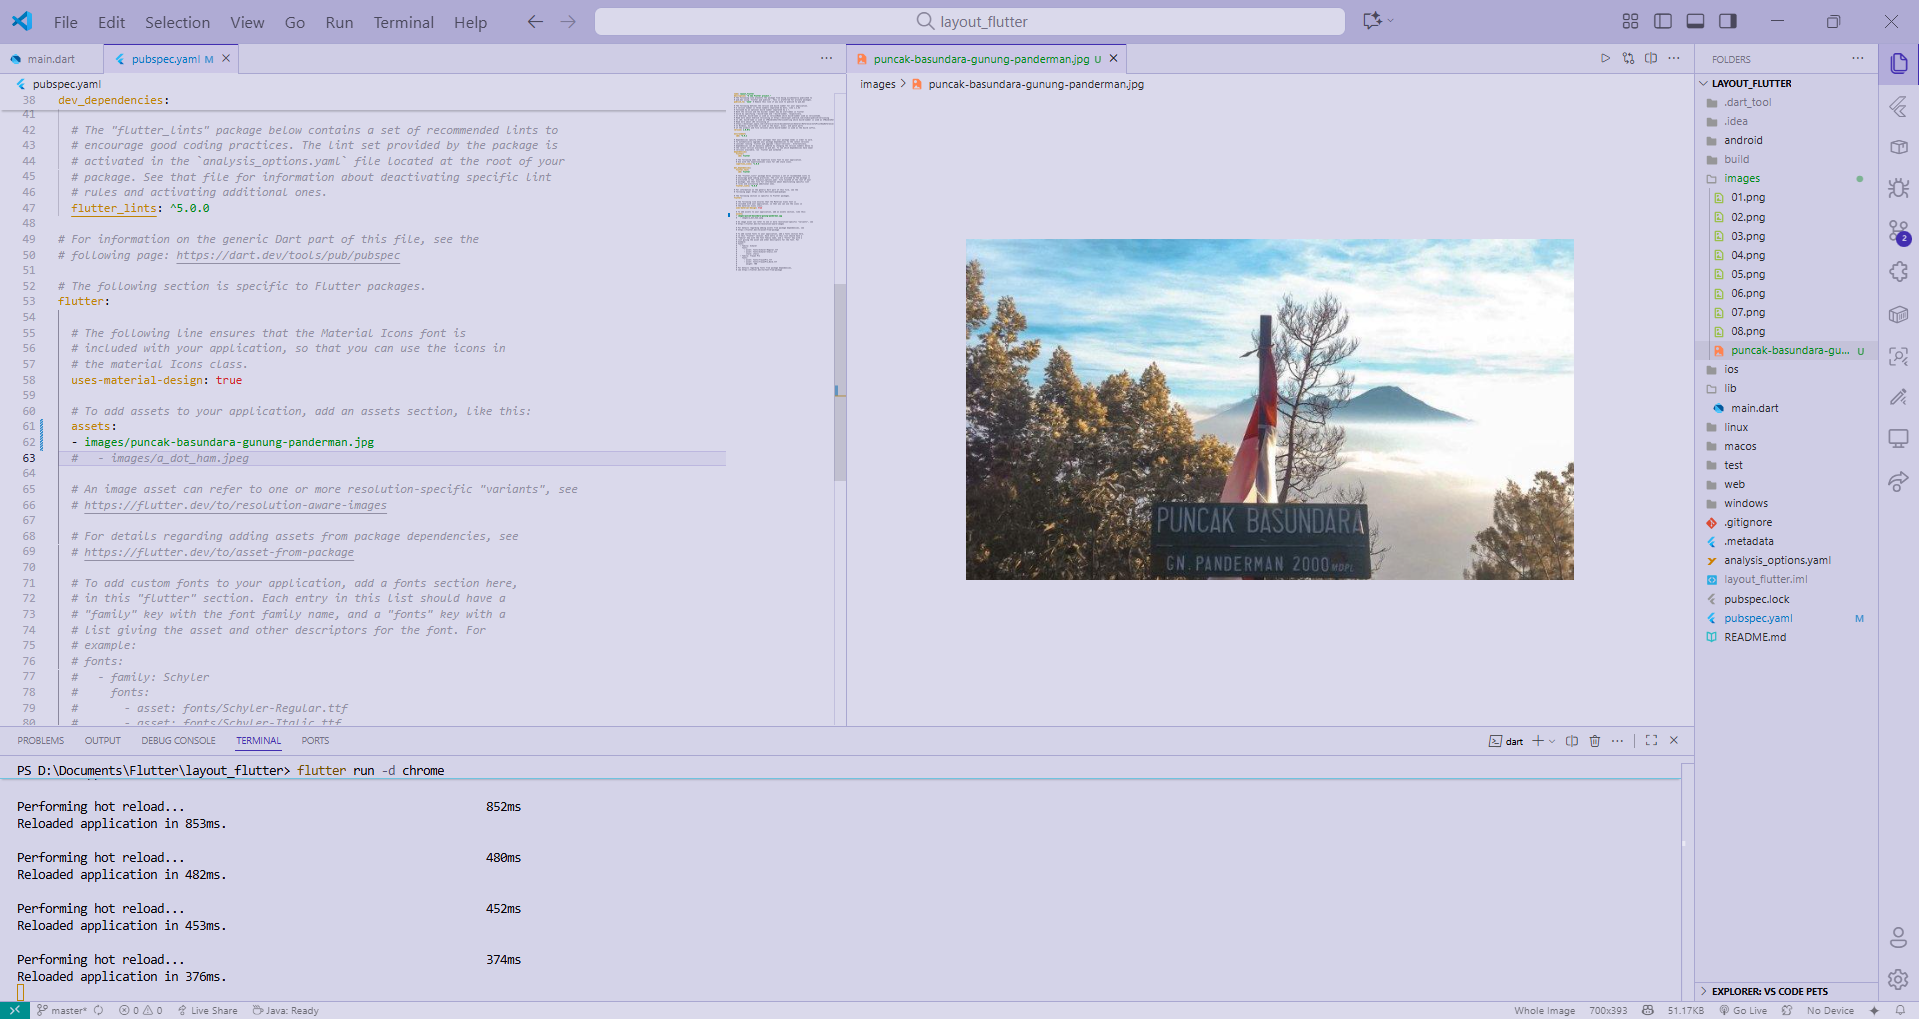 File Edit Selection View Go Run Terminal Help
layout_flutter
main.dart
pubspec.yaml M
pubspec.yaml
38 dev_dependencies:
41
42 # The "flutter_lints" package below contains a set of recommended lints to
43 # encourage good coding practices. The lint set provided by the package is
44 # activated in the `analysis_options.yaml` file located at the root of your
45 # package. See that file for information about deactivating specific lint
46 # rules and activating additional ones.
47 flutter_lints: ^5.0.0
48
49 # For information on the generic Dart part of this file, see the
50 # following page: https://dart.dev/tools/pub/pubspec
51
52 # The following section is specific to Flutter packages.
53 flutter:
54
55 # The following line ensures that the Material Icons font is
56 # included with your application, so that you can use the icons in
57 # the material Icons class.
58 uses-material-design: true
59
60 # To add assets to your application, add an assets section, like this:
61 assets:
62 - images/puncak-basundara-gunung-panderman.jpg
63 #   - images/a_dot_ham.jpeg
64
65 # An image asset can refer to one or more resolution-specific "variants", see
66 # https://flutter.dev/to/resolution-aware-images
67
68 # For details regarding adding assets from package dependencies, see
69 # https://flutter.dev/to/asset-from-package
70
71 # To add custom fonts to your application, add a fonts section here,
72 # in this "flutter" section. Each entry in this list should have a
73 # "family" key with the font family name, and a "fonts" key with a
74 # list giving the asset and other descriptors for the font. For
75 # example:
76 # fonts:
77 #   - family: Schyler
78 #     fonts:
79 #       - asset: fonts/Schyler-Regular.ttf
80 #       - asset: fonts/Schyler-Italic.ttf
puncak-basundara-gunung-panderman.jpg U
images > puncak-basundara-gunung-panderman.jpg
PUNCAK BASUNDARA
GN. PANDERMAN 2000 MDPL
FOLDERS
LAYOUT_FLUTTER
.dart_tool
.idea
android
build
images
01.png
02.png
03.png
04.png
05.png
06.png
07.png
08.png
puncak-basundara-gu... U
ios
lib
main.dart
linux
macos
test
web
windows
.gitignore
.metadata
analysis_options.yaml
layout_flutter.iml
pubspec.lock
pubspec.yaml M
README.md
EXPLORER: VS CODE PETS
2
PROBLEMS OUTPUT DEBUG CONSOLE TERMINAL PORTS
dart
PS D:\Documents\Flutter\layout_flutter> flutter run -d chrome
Performing hot reload... 852ms
Reloaded application in 853ms.
Performing hot reload... 480ms
Reloaded application in 482ms.
Performing hot reload... 452ms
Reloaded application in 453ms.
Performing hot reload... 374ms
Reloaded application in 376ms.
master* 0 0 Live Share Java: Ready
Whole Image 700x393 51.17KB Go Live No Device